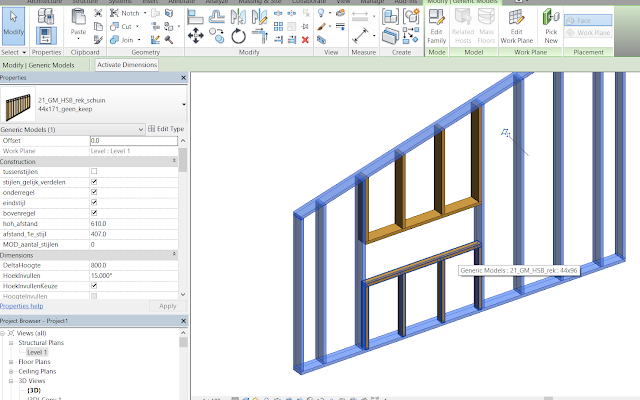 Architecture Structure Systems Insert Annotate Analyze Massing & Site Collaborate View Manage Add-Ins Modify | Generic Models
Modify
Properties
Paste
Notch
Join
Edit Family
Related Hosts
Mass Floors
Edit Work Plane
Pick New
Face
Work Plane
Select
Properties
Clipboard
Geometry
Modify
View
Measure
Create
Mode
Model
Work Plane
Placement
Modify | Generic Models
Activate Dimensions
Properties
21_GM_HSB_rek_schuin
44x171_geen_keep
Generic Models (1)
Edit Type
Offset 0.0
Work Plane Level : Level 1
Construction
tussenstijlen
stijlen_gelijk_verdelen
onderregel
eindstijl
bovenregel
hoh_afstand 610.0
afstand_1e_stijl 407.0
MOD_aantal_stijlen 0
Dimensions
DeltaHoogte 800.0
HoekInvullen 15.000°
HoekInvullenKeuze
HoogteInvullen
Properties help
Apply
Project Browser - Project1
Views (all)
Structural Plans
Level 1
Floor Plans
Ceiling Plans
3D Views
{3D}
{3D} Copy 1
Generic Models : 21_GM_HSB_rek : 44x96